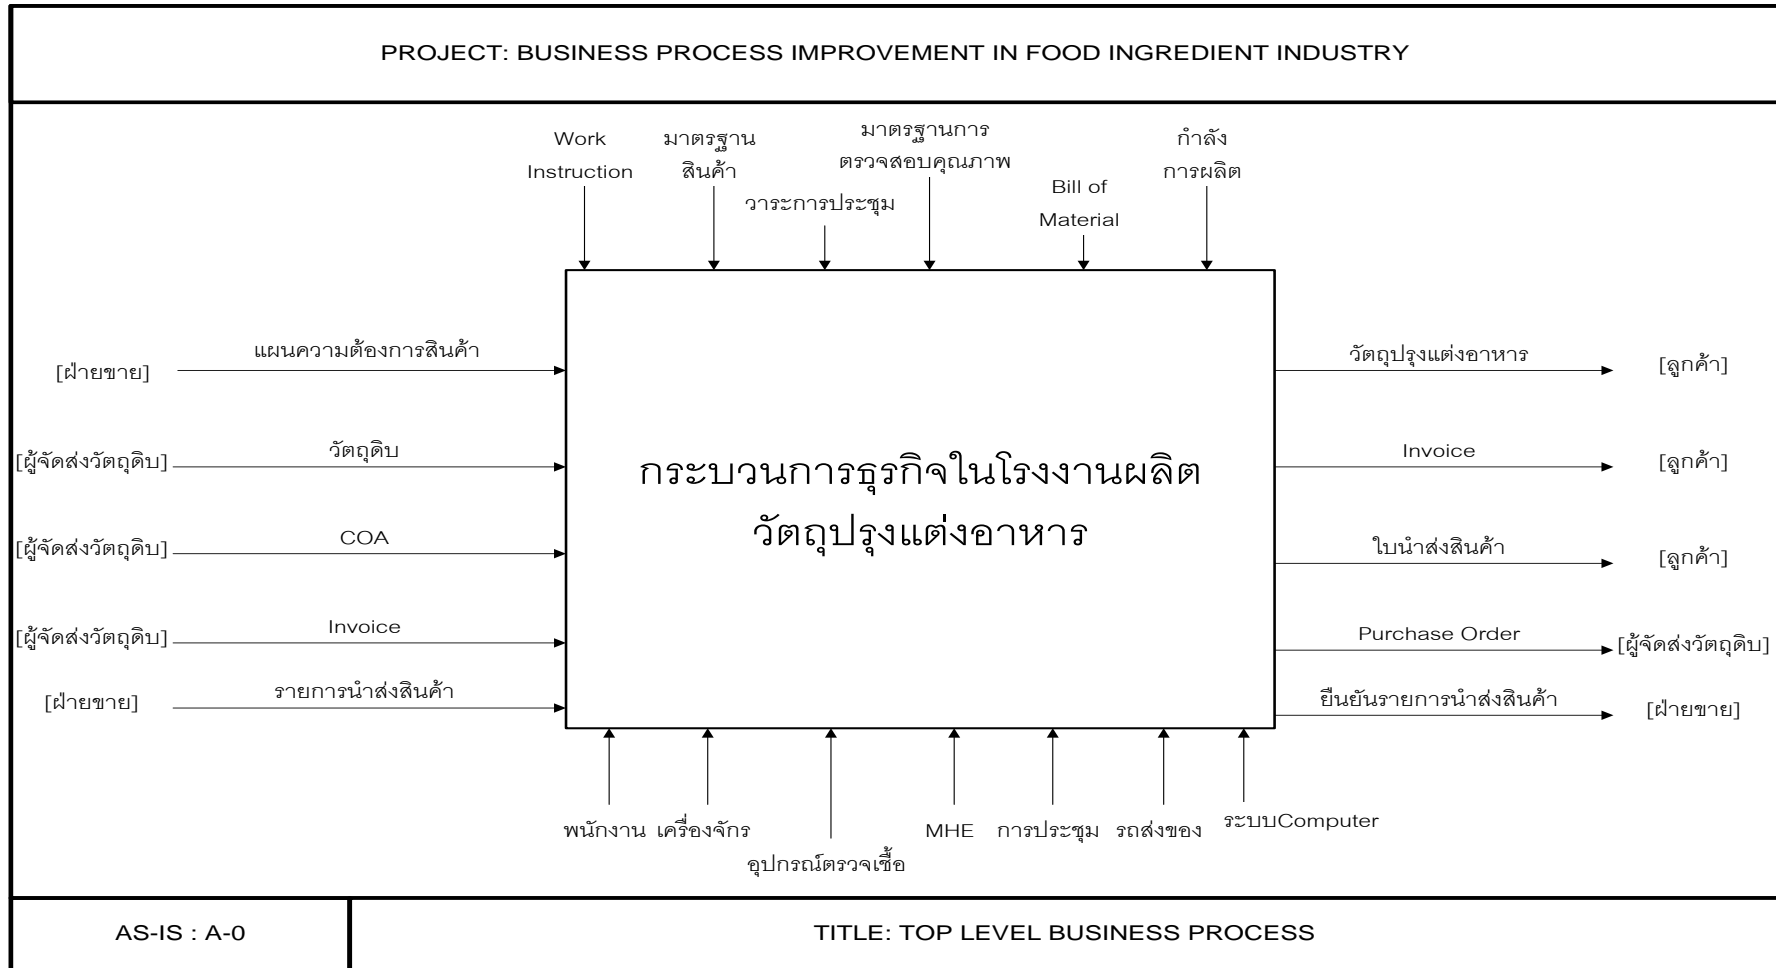 PROJECT: BUSINESS PROCESS IMPROVEMENT IN FOOD INGREDIENT INDUSTRY
Work
Instruction
มาตรฐาน
สินค้า
วาระการประชุม
มาตรฐานการ
ตรวจสอบคุณภาพ
Bill of
Material
กำลัง
การผลิต
[ฝ่ายขาย]
แผนความต้องการสินค้า
[ผู้จัดส่งวัตถุดิบ]
วัตถุดิบ
[ผู้จัดส่งวัตถุดิบ]
COA
[ผู้จัดส่งวัตถุดิบ]
Invoice
[ฝ่ายขาย]
รายการนำส่งสินค้า
กระบวนการธุรกิจในโรงงานผลิต
วัตถุปรุงแต่งอาหาร
วัตถุปรุงแต่งอาหาร
[ลูกค้า]
Invoice
[ลูกค้า]
ใบนำส่งสินค้า
[ลูกค้า]
Purchase Order
[ผู้จัดส่งวัตถุดิบ]
ยืนยันรายการนำส่งสินค้า
[ฝ่ายขาย]
พนักงาน
เครื่องจักร
อุปกรณ์ตรวจเชื้อ
MHE
การประชุม
รถส่งของ
ระบบComputer
AS-IS : A-0
TITLE: TOP LEVEL BUSINESS PROCESS